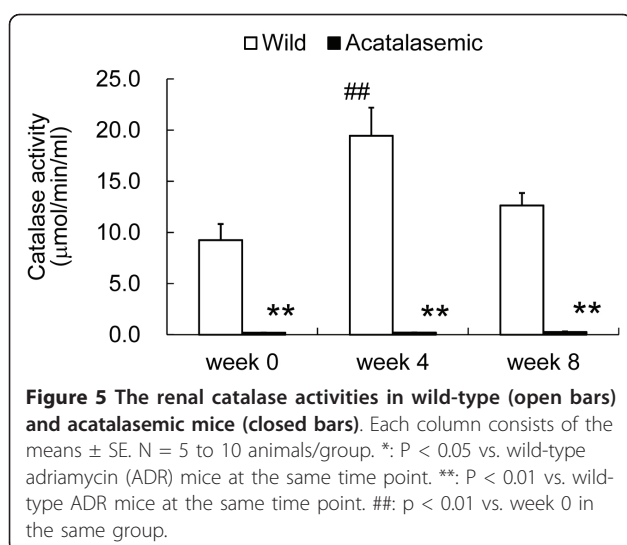 □ Wild ■ Acatalasemic
Catalase activity
(μmol/min/ml)
25.0
20.0
15.0
10.0
5.0
0.0
##
**
**
**
week 0 week 4 week 8
Figure 5 The renal catalase activities in wild-type (open bars)
and acatalasemic mice (closed bars). Each column consists of the
means ± SE. N = 5 to 10 animals/group. *: P < 0.05 vs. wild-type
adriamycin (ADR) mice at the same time point. **: P < 0.01 vs. wild-
type ADR mice at the same time point. ##: p < 0.01 vs. week 0 in
the same group.